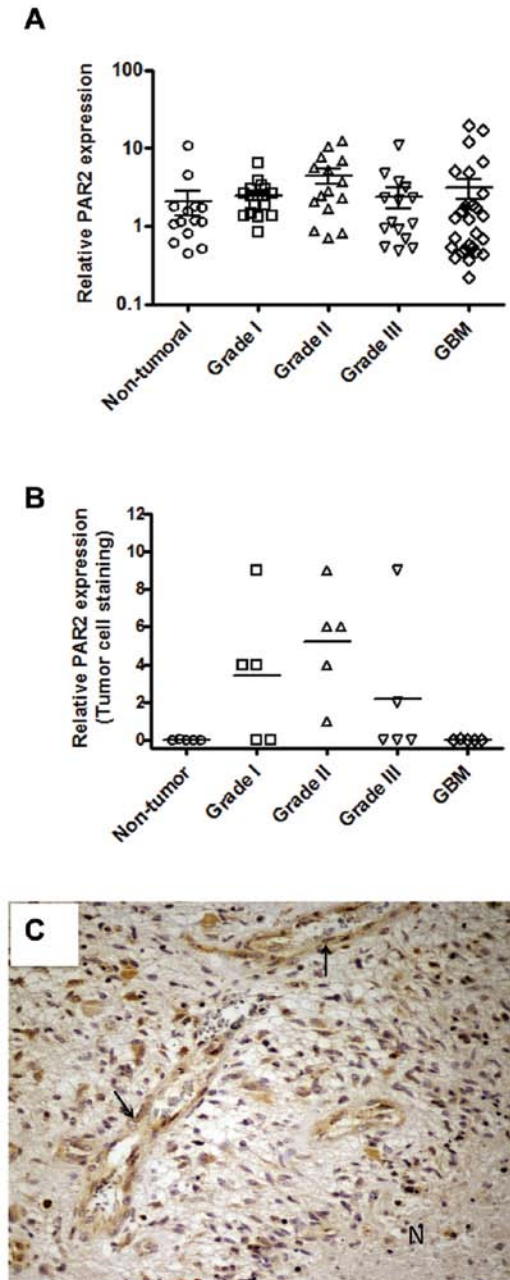 A
Relative PAR2 expression
100
10
1
0.1
Non-tumoral
Grade I
Grade II
Grade III
GBM
B
Relative PAR2 expression
(Tumor cell staining)
12
10
8
6
4
2
0
Non-tumor
Grade I
Grade II
Grade III
GBM
C
N